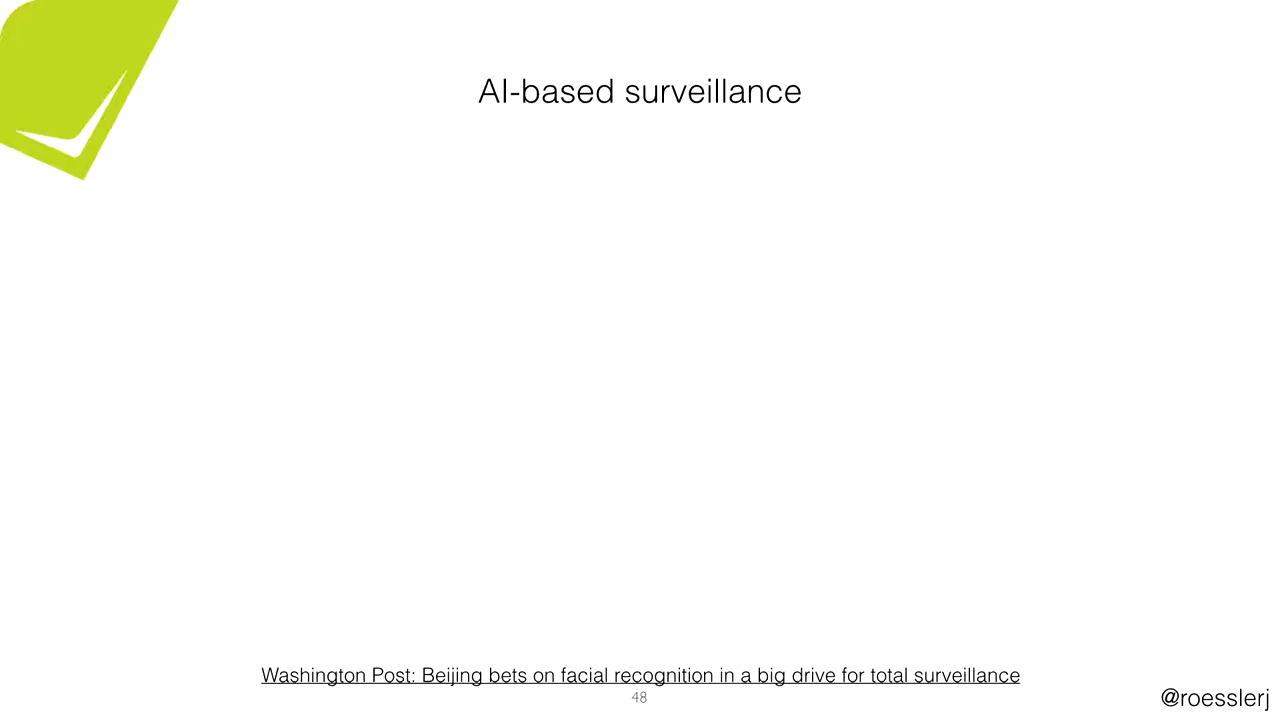 AI-based surveillance
Washington Post: Beijing bets on facial recognition in a big drive for total surveillance
48
@roesslerj